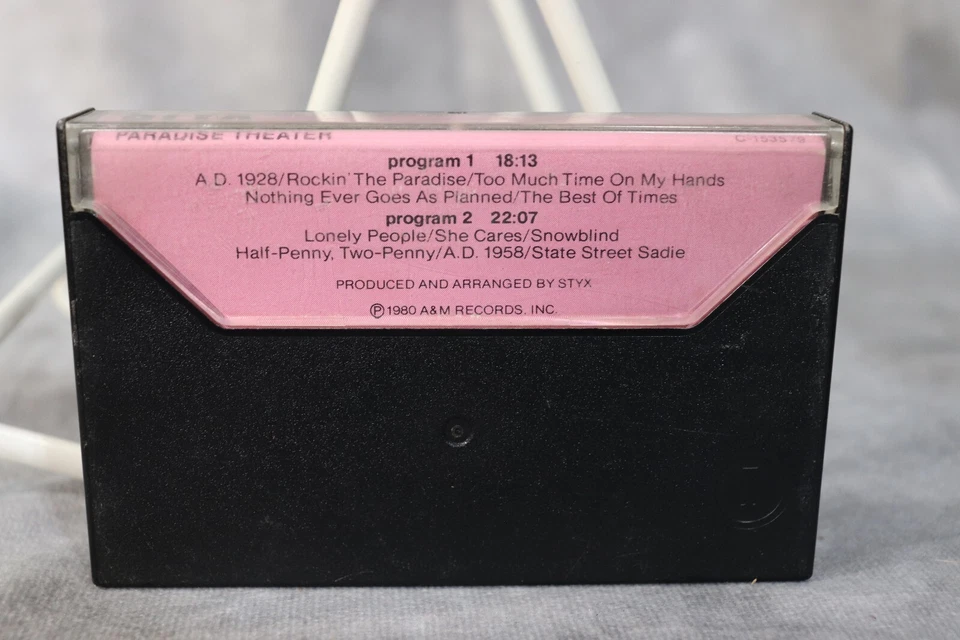 PARADISE THEATER C-153579
program 1 18:13
A.D. 1928/Rockin' The Paradise/Too Much Time On My Hands
Nothing Ever Goes As Planned/The Best Of Times
program 2 22:07
Lonely People/She Cares/Snowblind
Half-Penny, Two-Penny/A.D. 1958/State Street Sadie
PRODUCED AND ARRANGED BY STYX
℗1980 A&M RECORDS, INC.